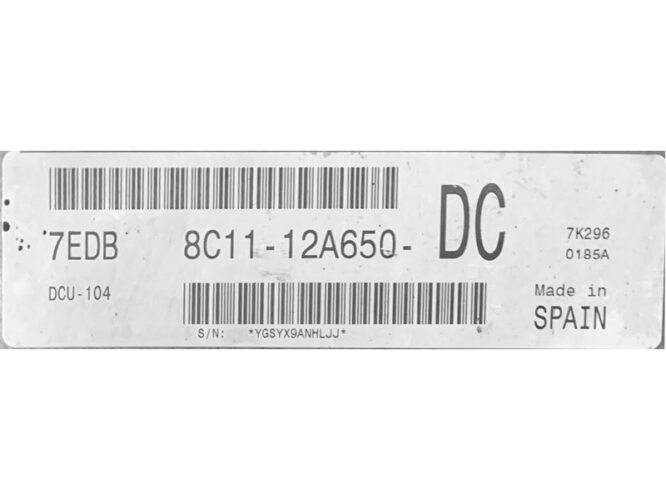 7EDB 8C11-12A650- DC 7K296
0185A
DCU-104 Made in
SPAIN
S/N: *YGSYX9ANHLJJ*